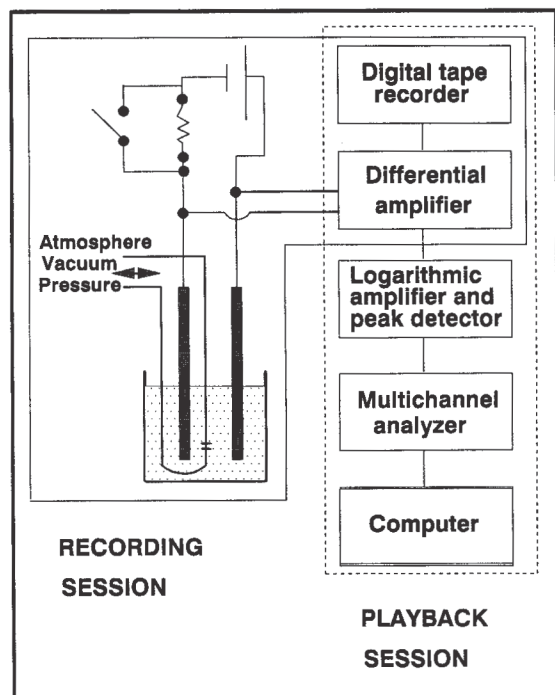 Digital tape
recorder
Differential
amplifier
Atmosphere
Vacuum
Pressure
Logarithmic
amplifier and
peak detector
Multichannel
analyzer
Computer
RECORDING
SESSION
PLAYBACK
SESSION